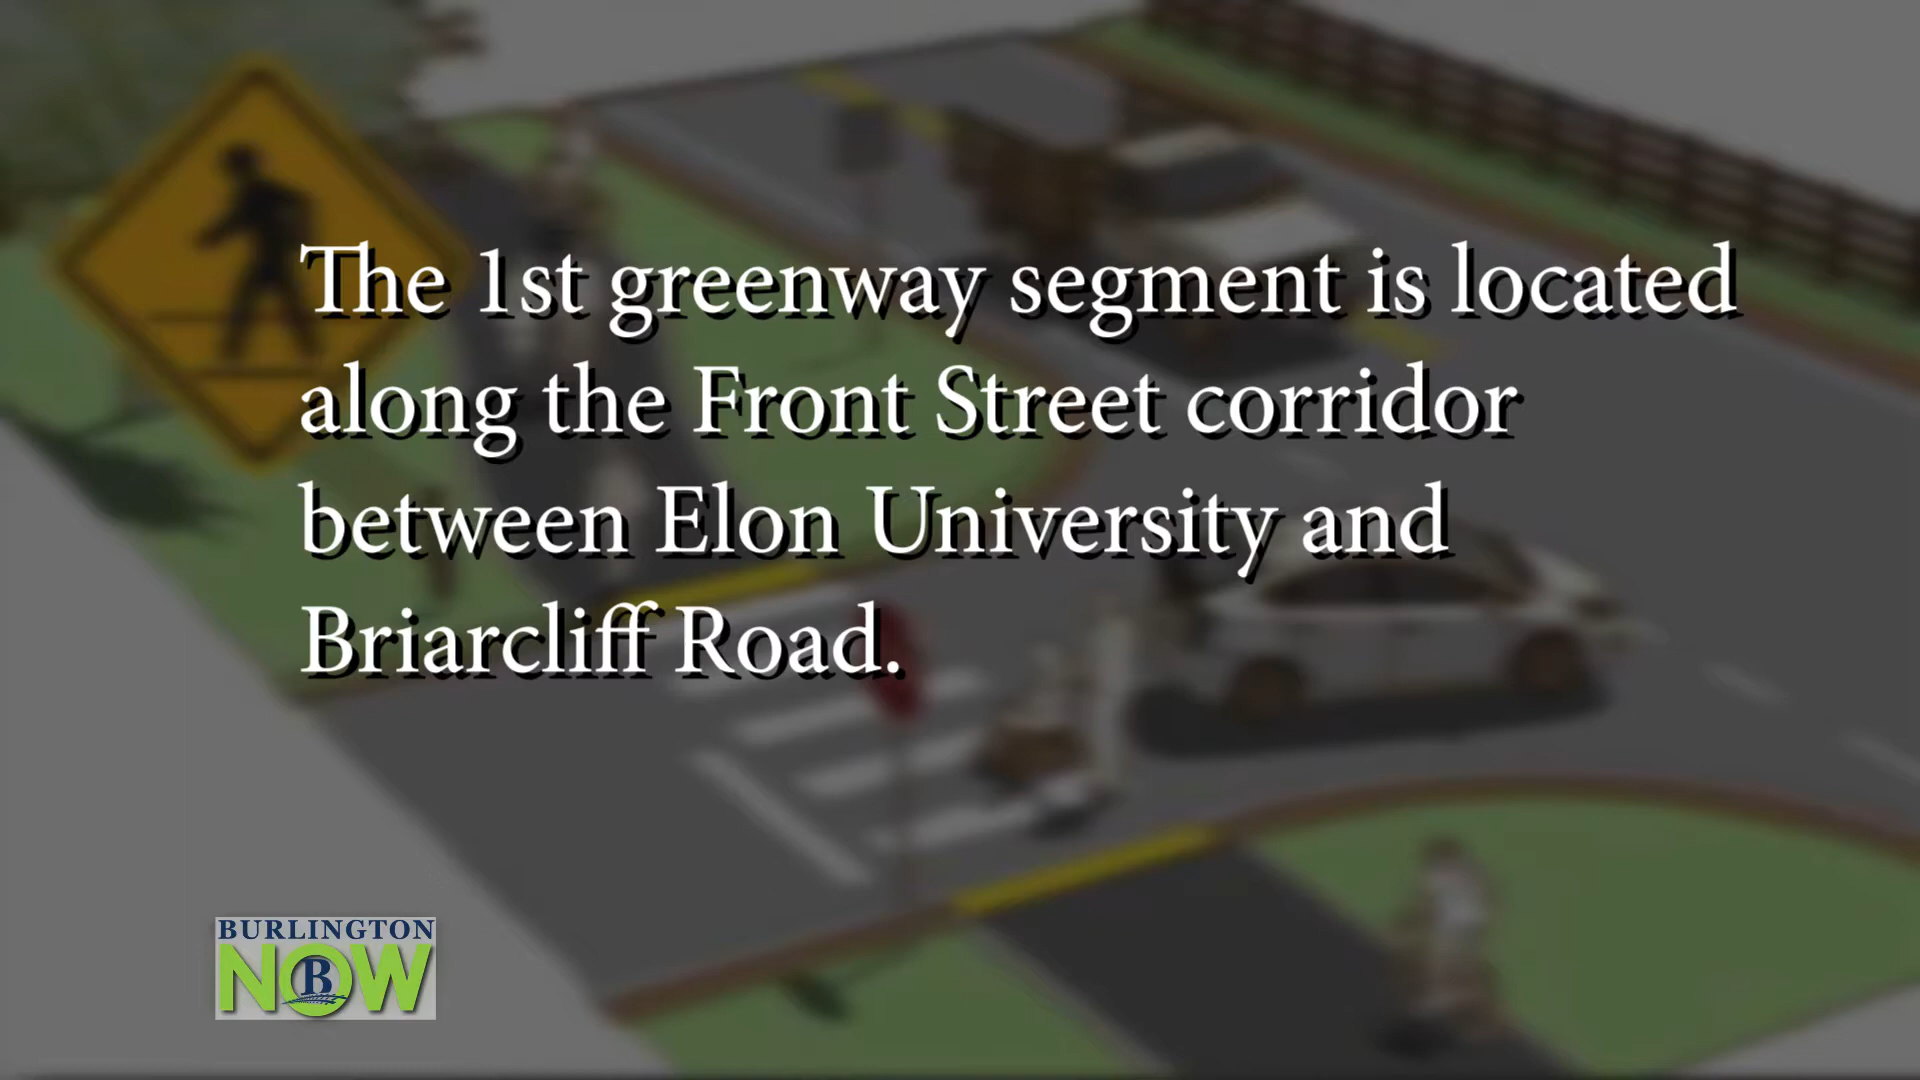 The 1st greenway segment is located
along the Front Street corridor
between Elon University and
Briarcliff Road.
BURLINGTON
NOW
B